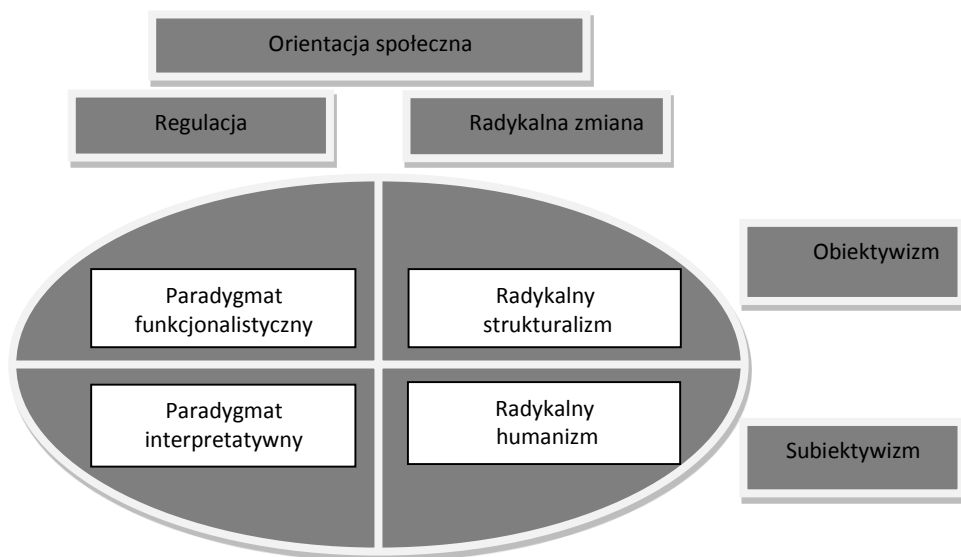 Orientacja społeczna
Regulacja
Radykalna zmiana
Obiektywizm
Paradygmat
funkcjonalistyczny
Radykalny
strukturalizm
Paradygmat
interpretatywny
Radykalny
humanizm
Subiektywizm